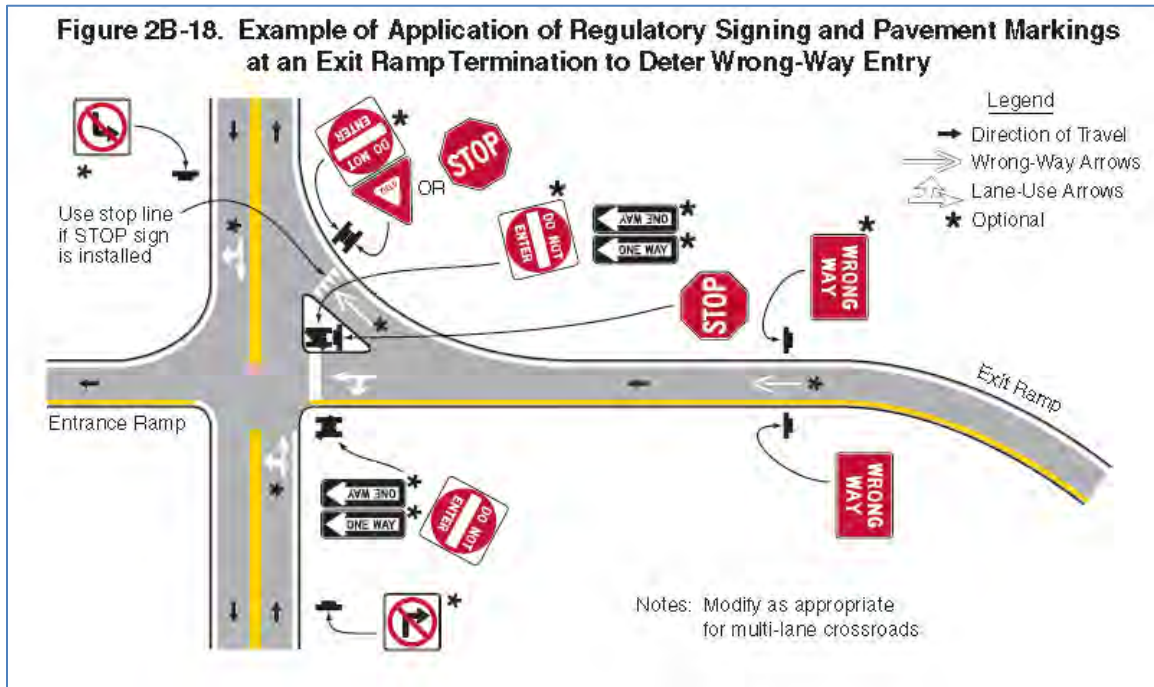 Figure 2B-18. Example of Application of Regulatory Signing and Pavement Markings
at an Exit Ramp Termination to Deter Wrong-Way Entry
Legend
Direction of Travel
Wrong-Way Arrows
Lane-Use Arrows
* Optional
*
Use stop line
if STOP sign
is installed
DO NOT
ENTER
*
YIELD
OR
STOP
DO NOT
ENTER
*
ONE WAY
*
ONE WAY
*
STOP
WRONG
WAY
*
*
*
*
Exit Ramp
Entrance Ramp
*
ONE WAY
*
ONE WAY
*
DO NOT
ENTER
WRONG
WAY
*
Notes: Modify as appropriate
for multi-lane crossroads